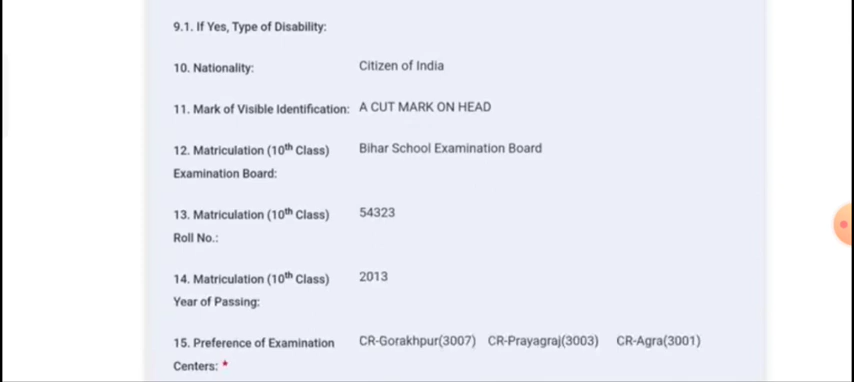 9.1. If Yes, Type of Disability:
10. Nationality: Citizen of India
11. Mark of Visible Identification: A CUT MARK ON HEAD
12. Matriculation (10th Class) Bihar School Examination Board
Examination Board:
13. Matriculation (10th Class) 54323
Roll No.:
14. Matriculation (10th Class) 2013
Year of Passing:
15. Preference of Examination CR-Gorakhpur(3007) CR-Prayagraj(3003) CR-Agra(3001)
Centers: *